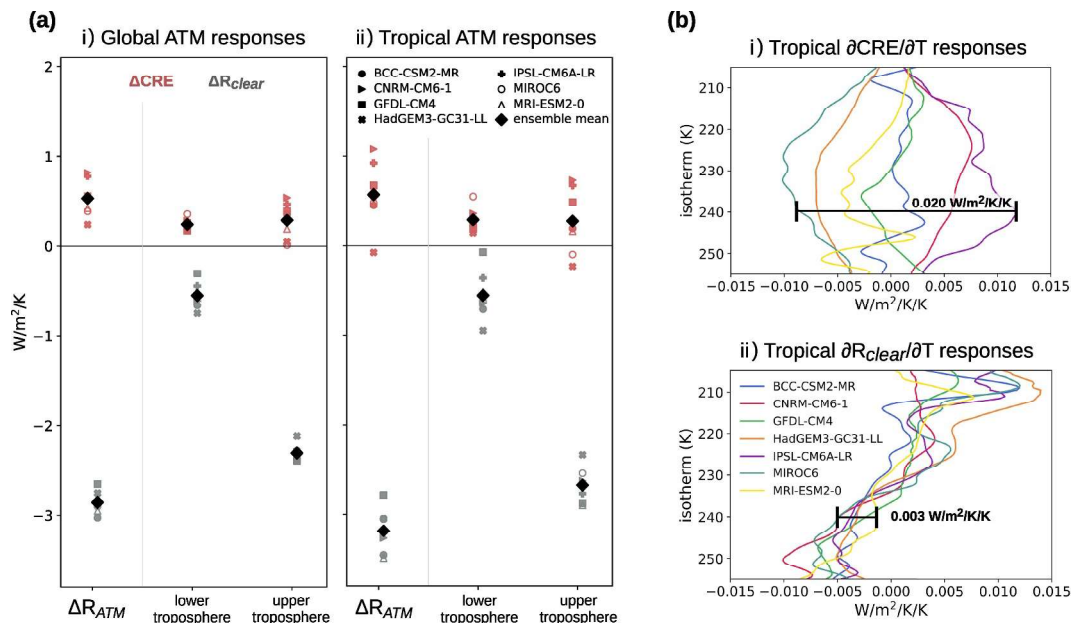 (a)
i) Global ATM responses
ii) Tropical ATM responses
W/m²/K
2
1
0
−1
−2
−3
ΔCRE
ΔR_clear
BCC-CSM2-MR
CNRM-CM6-1
GFDL-CM4
HadGEM3-GC31-LL
IPSL-CM6A-LR
MIROC6
MRI-ESM2-0
ensemble mean
ΔR_ATM
lower
troposphere
upper
troposphere
ΔR_ATM
lower
troposphere
upper
troposphere
(b)
i) Tropical ∂CRE/∂T responses
isotherm (K)
210
220
230
240
250
0.020 W/m²/K/K
−0.015 −0.010 −0.005 0.000 0.005 0.010 0.015
W/m²/K/K
ii) Tropical ∂R_clear/∂T responses
isotherm (K)
210
220
230
240
250
BCC-CSM2-MR
CNRM-CM6-1
GFDL-CM4
HadGEM3-GC31-LL
IPSL-CM6A-LR
MIROC6
MRI-ESM2-0
0.003 W/m²/K/K
−0.015 −0.010 −0.005 0.000 0.005 0.010 0.015
W/m²/K/K